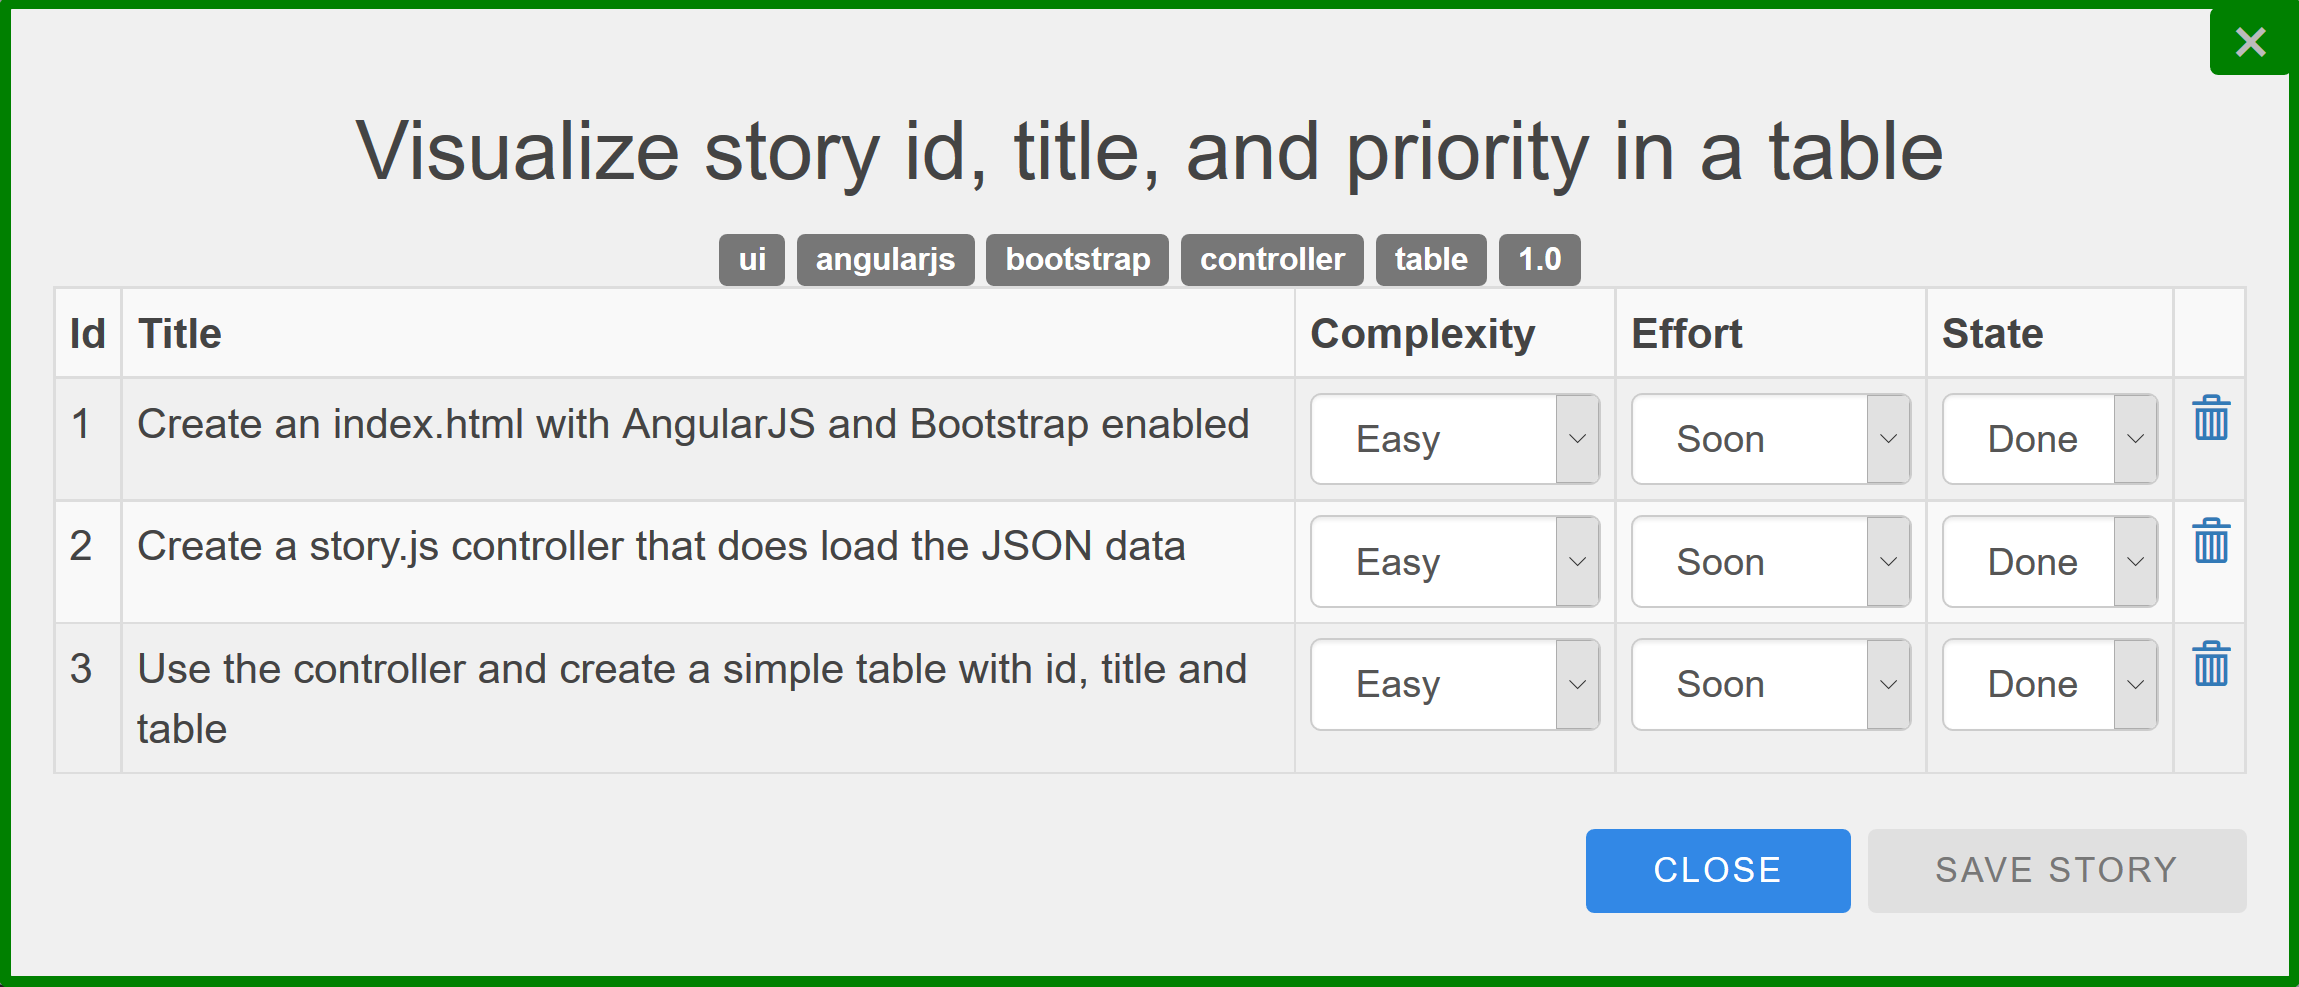 ×
Visualize story id, title, and priority in a table
ui angularjs bootstrap controller table 1.0
Id Title Complexity Effort State
1 Create an index.html with AngularJS and Bootstrap enabled Easy Soon Done
2 Create a story.js controller that does load the JSON data Easy Soon Done
3 Use the controller and create a simple table with id, title and Easy Soon Done
table
CLOSE SAVE STORY